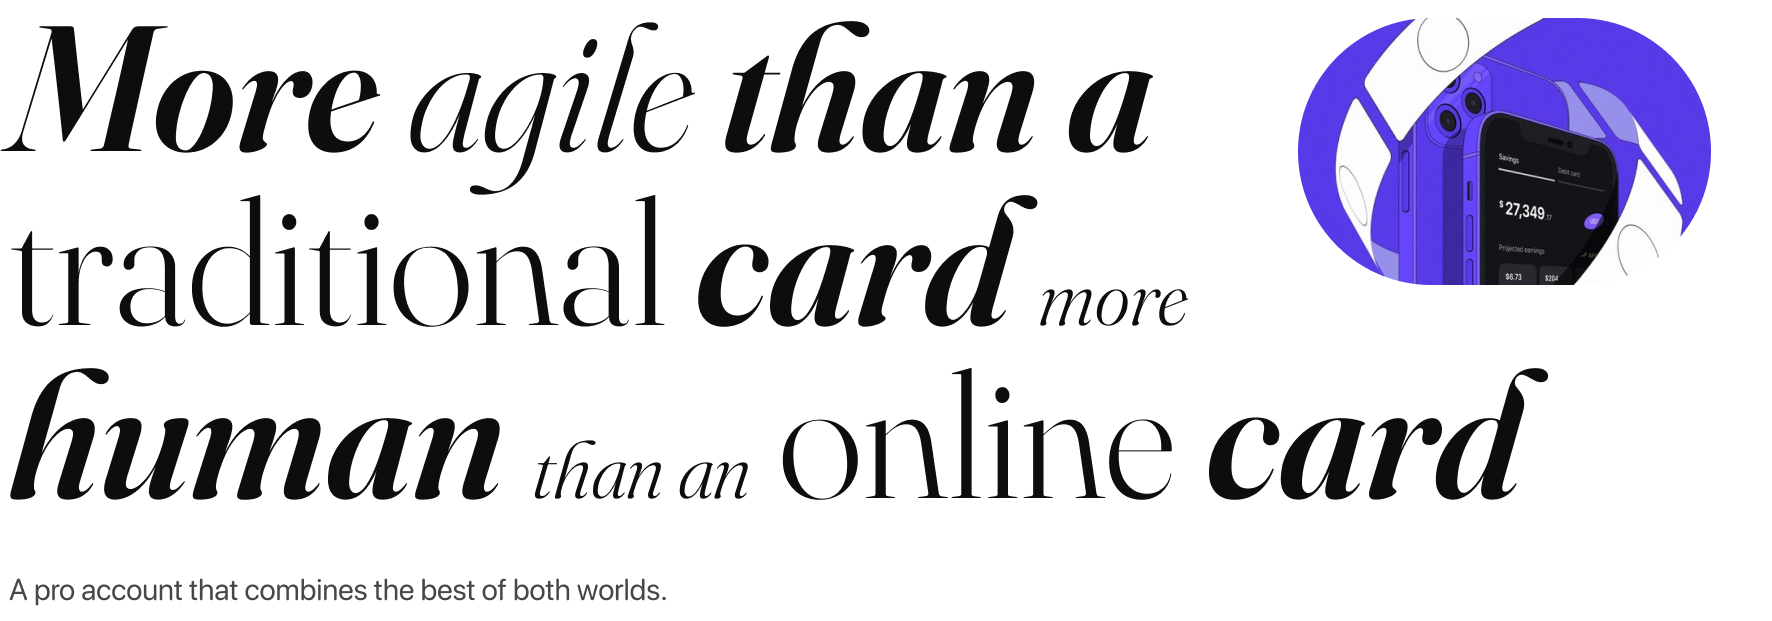 More agile than a
traditional card more
human than an online card
A pro account that combines the best of both worlds.
Savings
Debit card
$ 27,349.17
Projected earnings
$6.73
$204